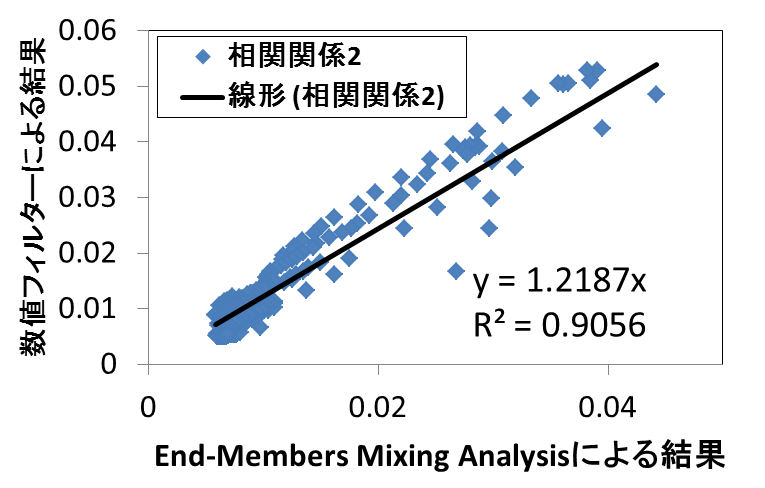 数値フィルターによる結果
0.06
0.05
0.04
0.03
0.02
0.01
0
相関関係2
線形 (相関関係2)
y = 1.2187x
R² = 0.9056
0
0.02
0.04
End-Members Mixing Analysisによる結果